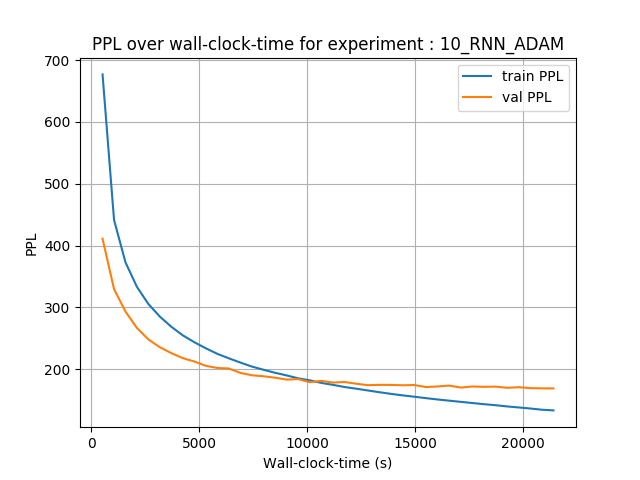 PPL over wall-clock-time for experiment : 10_RNN_ADAM
700
train PPL
val PPL
600
500
400
300
200
PPL
0
5000
10000
15000
20000
Wall-clock-time (s)